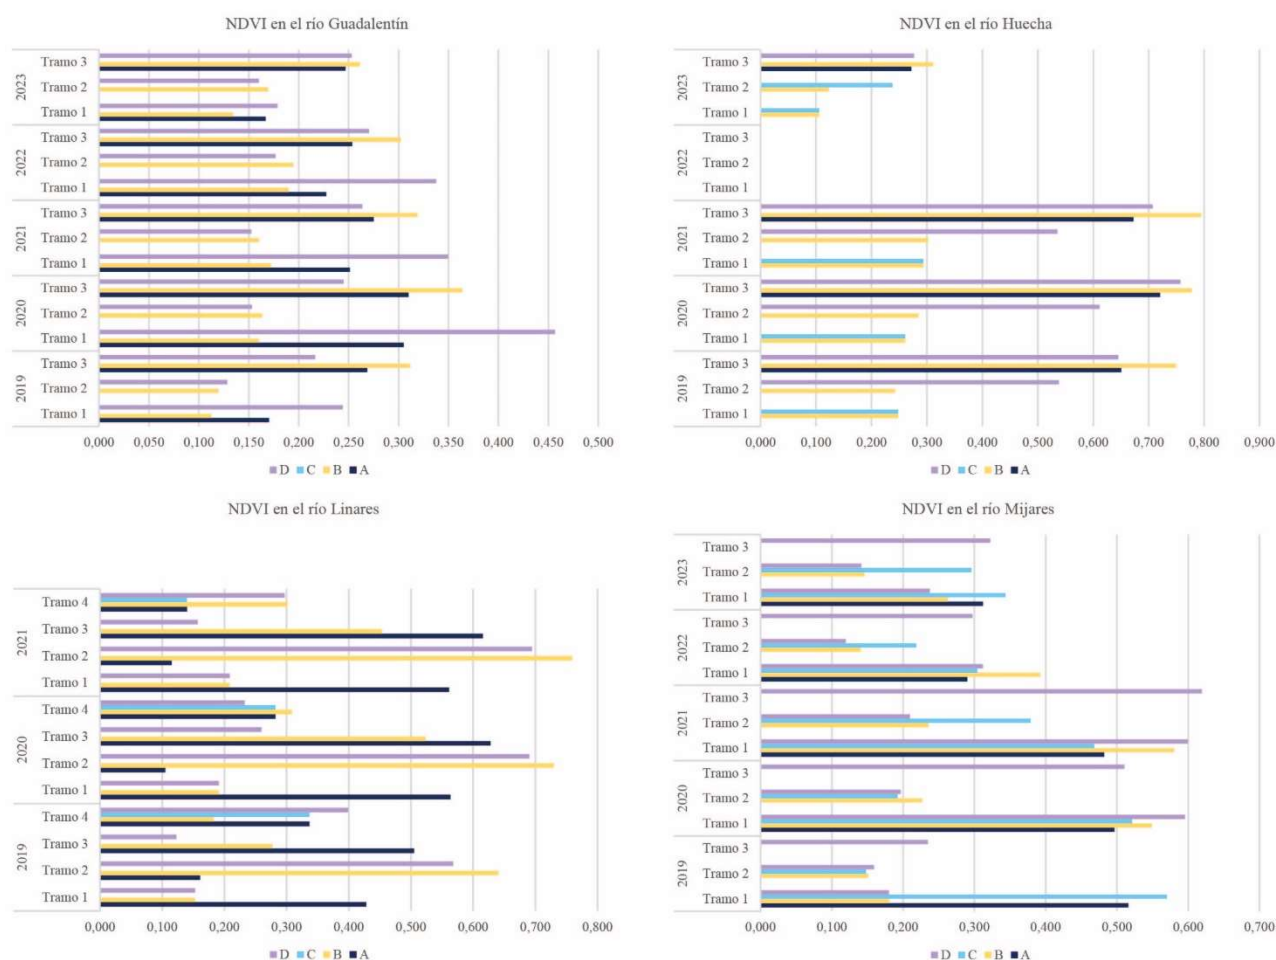 NDVI en el río Guadalentín
2023
Tramo 3
Tramo 2
Tramo 1
2022
Tramo 3
Tramo 2
Tramo 1
2021
Tramo 3
Tramo 2
Tramo 1
2020
Tramo 3
Tramo 2
Tramo 1
2019
Tramo 3
Tramo 2
Tramo 1
0,000 0,050 0,100 0,150 0,200 0,250 0,300 0,350 0,400 0,450 0,500
D C B A
NDVI en el río Huecha
2023
Tramo 3
Tramo 2
Tramo 1
2022
Tramo 3
Tramo 2
Tramo 1
2021
Tramo 3
Tramo 2
Tramo 1
2020
Tramo 3
Tramo 2
Tramo 1
2019
Tramo 3
Tramo 2
Tramo 1
0,000 0,100 0,200 0,300 0,400 0,500 0,600 0,700 0,800 0,900
D C B A
NDVI en el río Linares
2021
Tramo 4
Tramo 3
Tramo 2
Tramo 1
2020
Tramo 4
Tramo 3
Tramo 2
Tramo 1
2019
Tramo 4
Tramo 3
Tramo 2
Tramo 1
0,000 0,100 0,200 0,300 0,400 0,500 0,600 0,700 0,800
D C B A
NDVI en el río Mijares
2023
Tramo 3
Tramo 2
Tramo 1
2022
Tramo 3
Tramo 2
Tramo 1
2021
Tramo 3
Tramo 2
Tramo 1
2020
Tramo 3
Tramo 2
Tramo 1
2019
Tramo 3
Tramo 2
Tramo 1
0,000 0,100 0,200 0,300 0,400 0,500 0,600 0,700
D C B A